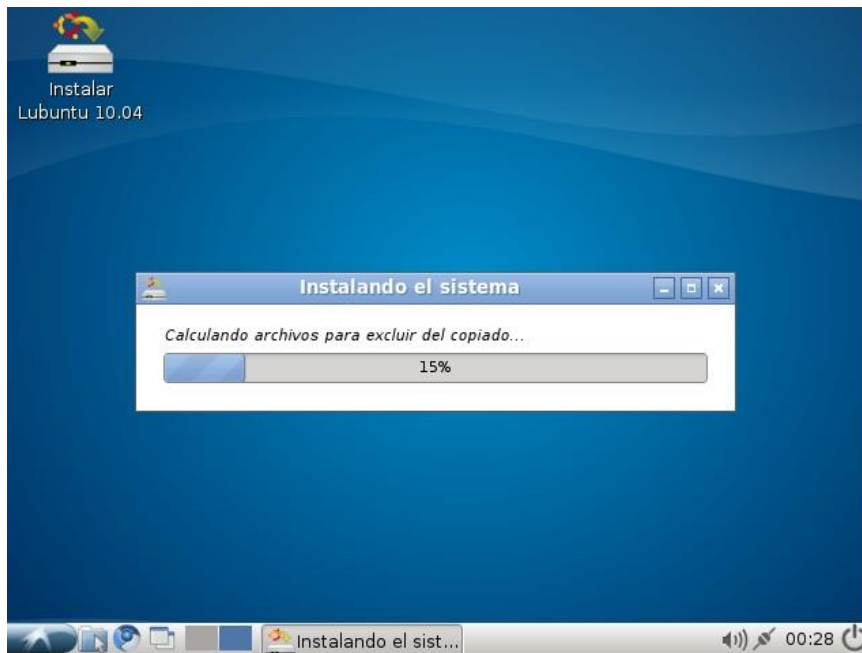 Instalar
Lubuntu 10.04
Instalando el sistema
Calculando archivos para excluir del copiado...
15%
Instalando el sist...
00:28